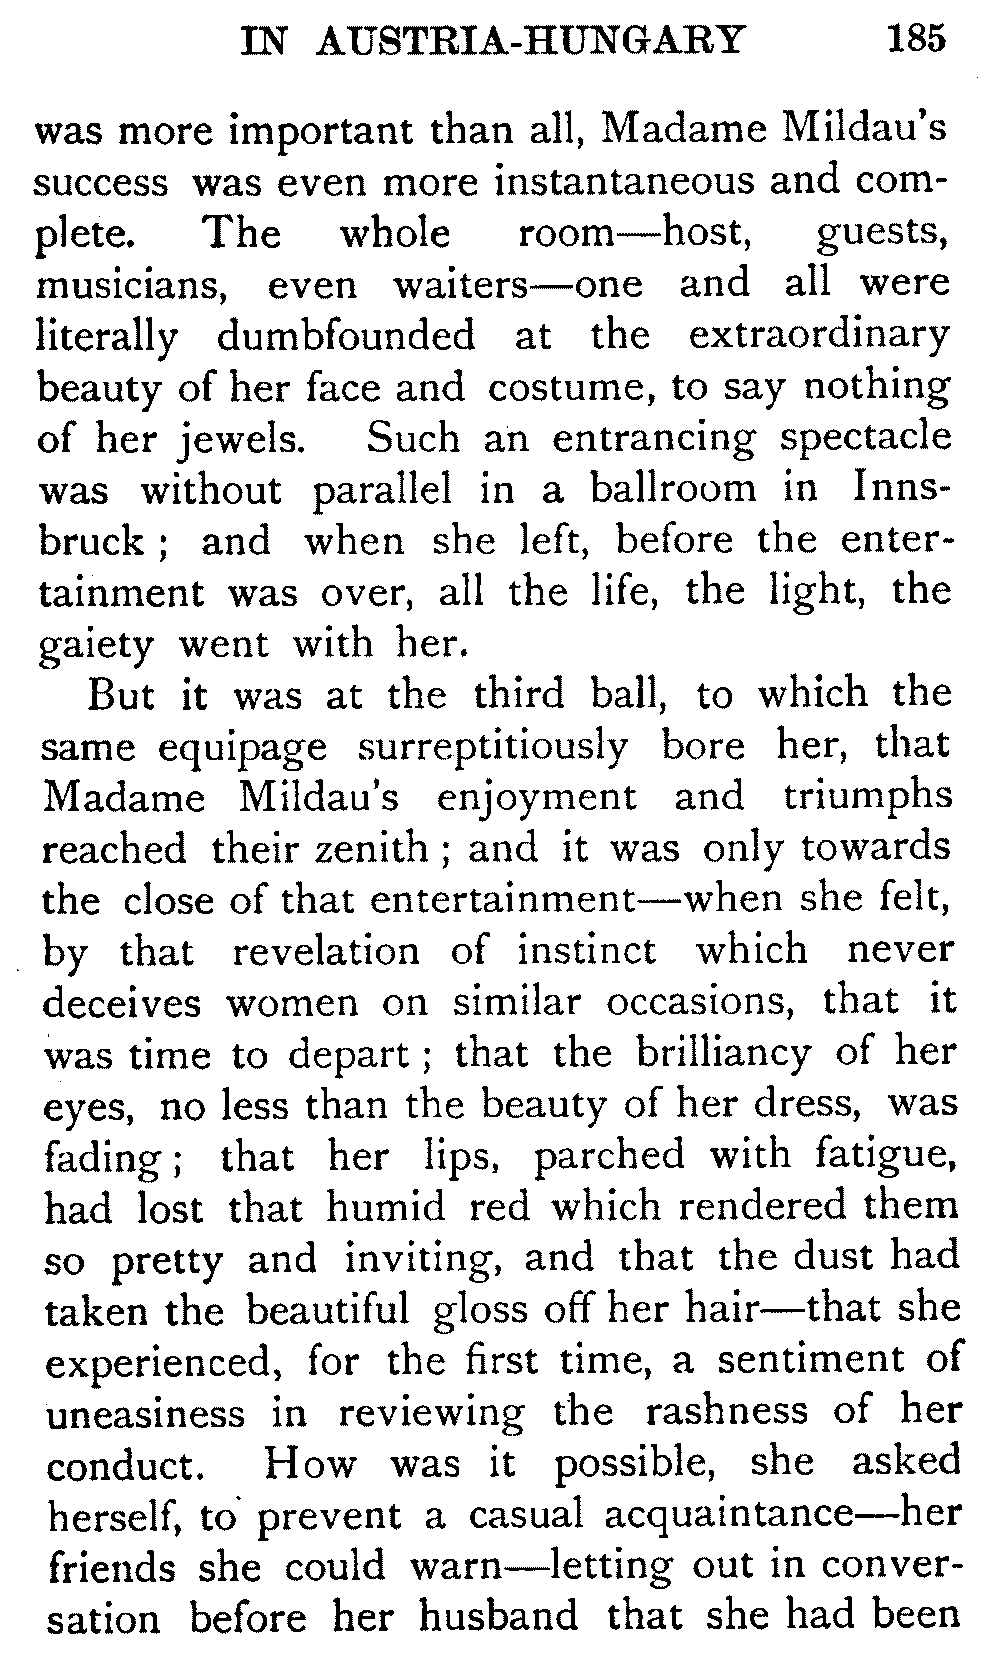 IN AUSTRIA-HUNGARY 185
was more important than all, Madame Mildau's
success was even more instantaneous and com-
plete. The whole room—host, guests,
musicians, even waiters—one and all were
literally dumbfounded at the extraordinary
beauty of her face and costume, to say nothing
of her jewels. Such an entrancing spectacle
was without parallel in a ballroom in Inns-
bruck ; and when she left, before the enter-
tainment was over, all the life, the light, the
gaiety went with her.
But it was at the third ball, to which the
same equipage surreptitiously bore her, that
Madame Mildau's enjoyment and triumphs
reached their zenith ; and it was only towards
the close of that entertainment—when she felt,
by that revelation of instinct which never
deceives women on similar occasions, that it
was time to depart ; that the brilliancy of her
eyes, no less than the beauty of her dress, was
fading ; that her lips, parched with fatigue,
had lost that humid red which rendered them
so pretty and inviting, and that the dust had
taken the beautiful gloss off her hair—that she
experienced, for the first time, a sentiment of
uneasiness in reviewing the rashness of her
conduct. How was it possible, she asked
herself, to prevent a casual acquaintance—her
friends she could warn—letting out in conver-
sation before her husband that she had been